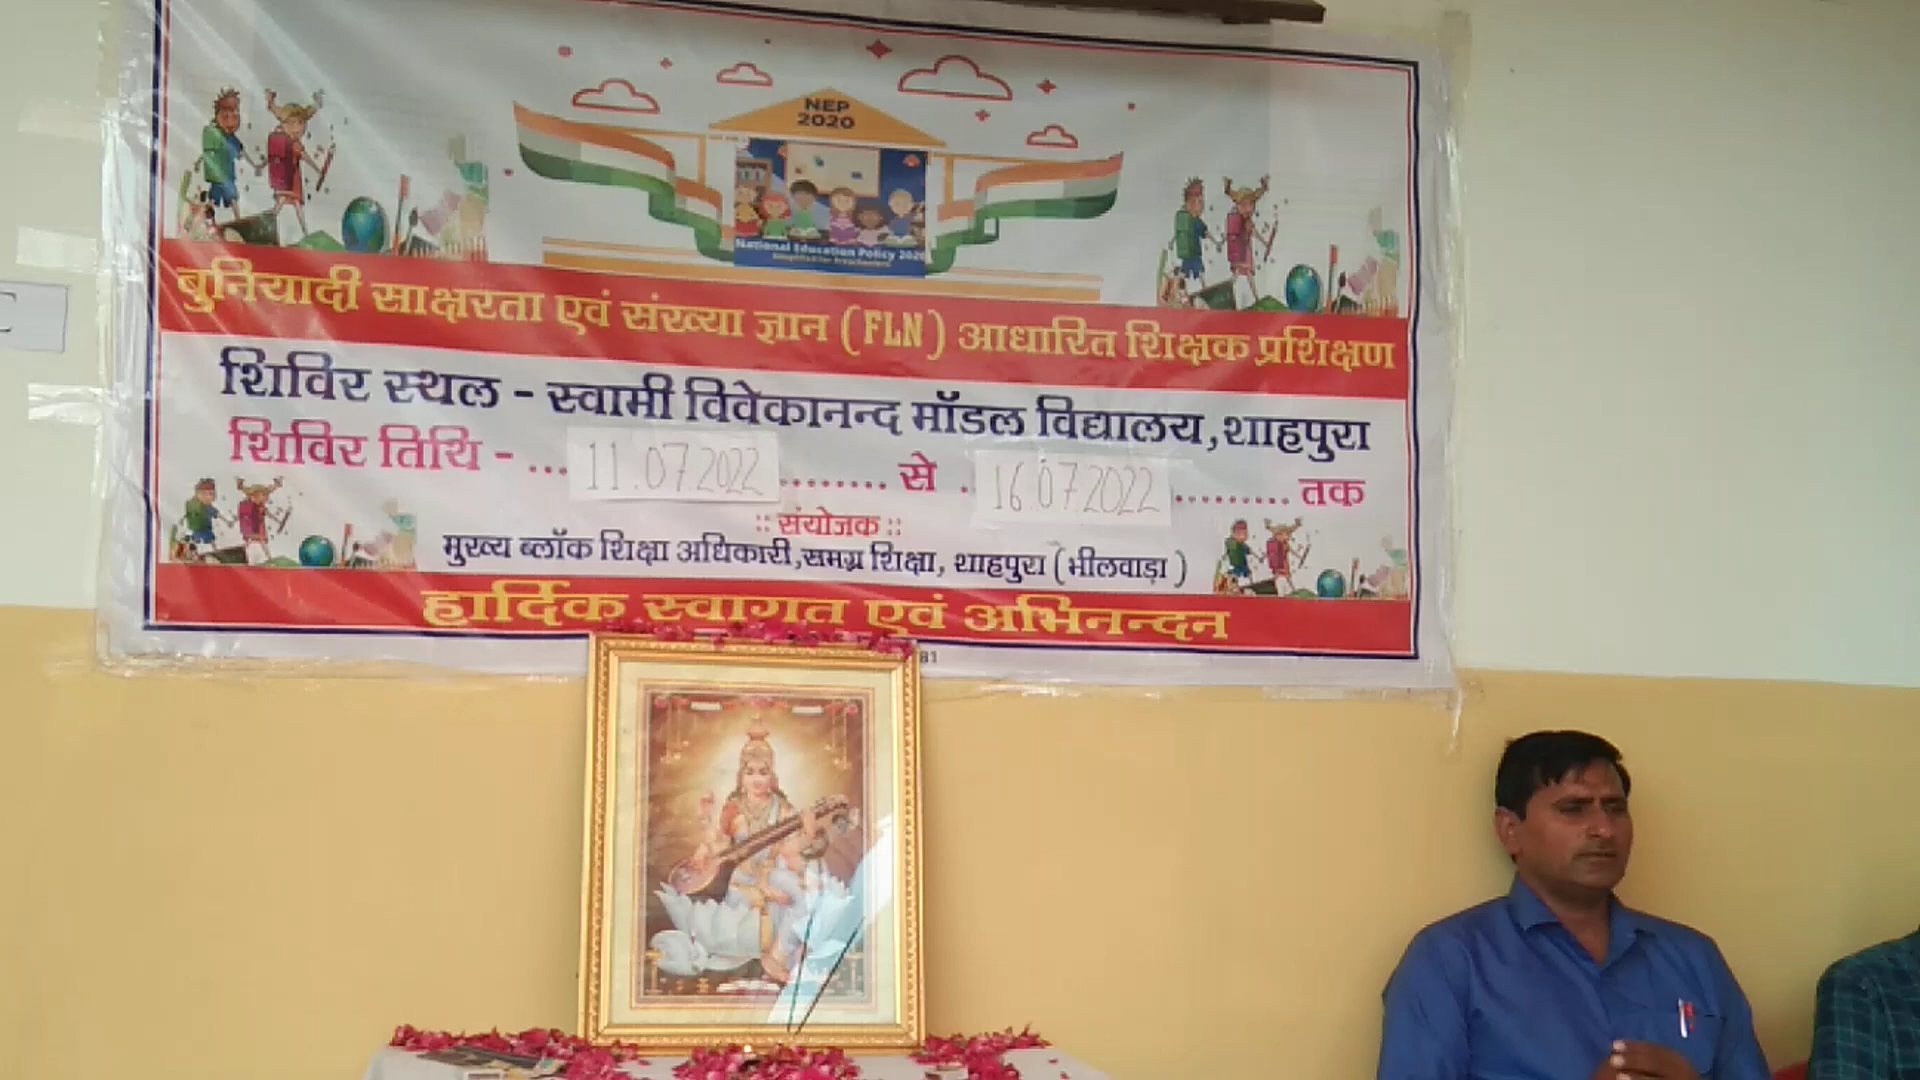 NEP
2020
National Education Policy 2020
बुनियादी साक्षरता एवं संख्या ज्ञान (FLN) आधारित शिक्षक प्रशिक्षण
शिविर स्थल - स्वामी विवेकानन्द मॉडल विद्यालय,शाहपुरा
शिविर तिथि - ... 11.07.2022 ........ से . 16.07.2022 ......... तक
:: संयोजक ::
मुख्य ब्लॉक शिक्षा अधिकारी,समग्र शिक्षा, शाहपुरा (भीलवाड़ा )
हार्दिक स्वागत एवं अभिनन्दन
81
C